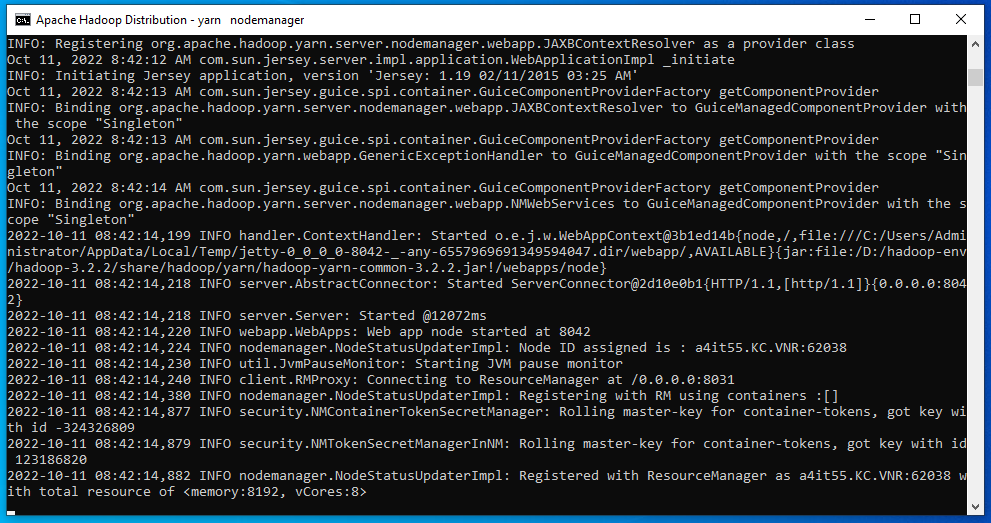 Apache Hadoop Distribution - yarn   nodemanager
INFO: Registering org.apache.hadoop.yarn.server.nodemanager.webapp.JAXBContextResolver as a provider class
Oct 11, 2022 8:42:12 AM com.sun.jersey.server.impl.application.WebApplicationImpl _initiate
INFO: Initiating Jersey application, version 'Jersey: 1.19 02/11/2015 03:25 AM'
Oct 11, 2022 8:42:13 AM com.sun.jersey.guice.spi.container.GuiceComponentProviderFactory getComponentProvider
INFO: Binding org.apache.hadoop.yarn.server.nodemanager.webapp.JAXBContextResolver to GuiceManagedComponentProvider with
 the scope "Singleton"
Oct 11, 2022 8:42:13 AM com.sun.jersey.guice.spi.container.GuiceComponentProviderFactory getComponentProvider
INFO: Binding org.apache.hadoop.yarn.webapp.GenericExceptionHandler to GuiceManagedComponentProvider with the scope "Sin
gleton"
Oct 11, 2022 8:42:14 AM com.sun.jersey.guice.spi.container.GuiceComponentProviderFactory getComponentProvider
INFO: Binding org.apache.hadoop.yarn.server.nodemanager.webapp.NMWebServices to GuiceManagedComponentProvider with the s
cope "Singleton"
2022-10-11 08:42:14,199 INFO handler.ContextHandler: Started o.e.j.w.WebAppContext@3b1ed14b{node,/,file:///C:/Users/Admi
nistrator/AppData/Local/Temp/jetty-0_0_0_0-8042-_-any-6557969691349594047.dir/webapp/,AVAILABLE}{jar:file:/D:/hadoop-env
/hadoop-3.2.2/share/hadoop/yarn/hadoop-yarn-common-3.2.2.jar!/webapps/node}
2022-10-11 08:42:14,218 INFO server.AbstractConnector: Started ServerConnector@2d10e0b1{HTTP/1.1,[http/1.1]}{0.0.0.0:804
2}
2022-10-11 08:42:14,218 INFO server.Server: Started @12072ms
2022-10-11 08:42:14,220 INFO webapp.WebApps: Web app node started at 8042
2022-10-11 08:42:14,224 INFO nodemanager.NodeStatusUpdaterImpl: Node ID assigned is : a4it55.KC.VNR:62038
2022-10-11 08:42:14,230 INFO util.JvmPauseMonitor: Starting JVM pause monitor
2022-10-11 08:42:14,240 INFO client.RMProxy: Connecting to ResourceManager at /0.0.0.0:8031
2022-10-11 08:42:14,380 INFO nodemanager.NodeStatusUpdaterImpl: Registering with RM using containers :[]
2022-10-11 08:42:14,877 INFO security.NMContainerTokenSecretManager: Rolling master-key for container-tokens, got key wi
th id -324326809
2022-10-11 08:42:14,879 INFO security.NMTokenSecretManagerInNM: Rolling master-key for container-tokens, got key with id
 123186820
2022-10-11 08:42:14,882 INFO nodemanager.NodeStatusUpdaterImpl: Registered with ResourceManager as a4it55.KC.VNR:62038 w
ith total resource of <memory:8192, vCores:8>